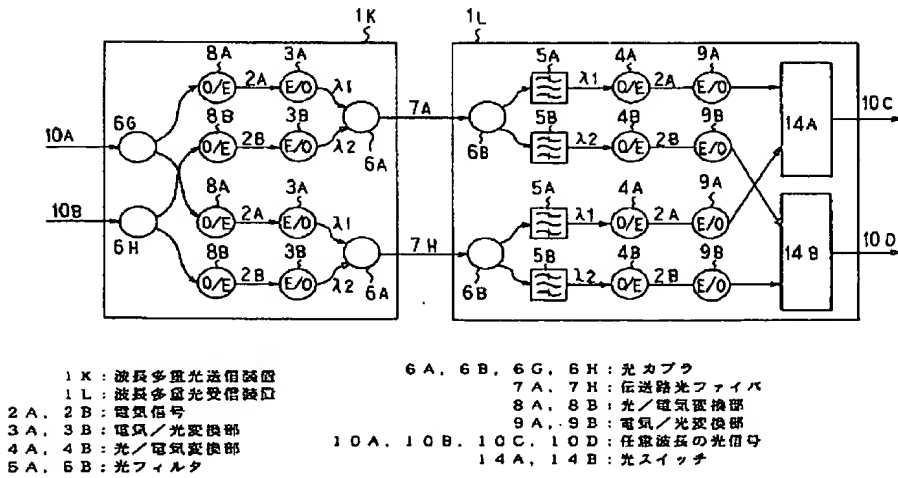 1K
1L
8A 3A
O/E 2A E/O λ1
8B 3B
O/E 2B E/O λ2
8A 3A
O/E 2A E/O λ1
8B 3B
O/E 2B E/O λ2
10A 6G
10B 6H
6A 7A
6A 7H
6B
6B
5A 4A 9A
λ1 O/E 2A E/O
5B 4B 9B
λ2 O/E 2B E/O
5A 4A 9A
λ1 O/E 2A E/O
5B 4B 9B
λ2 O/E 2B E/O
14A 10C
14B 10D
1K：波長多重光送信装置
1L：波長多重光受信装置
2A，2B：電気信号
3A，3B：電気／光変換部
4A，4B：光／電気変換部
5A，5B：光フィルタ
6A，6B，6G，6H：光カプラ
7A，7H：伝送路光ファイバ
8A，8B：光／電気変換部
9A，9B：電気／光変換部
10A，10B，10C，10D：任意波長の光信号
14A，14B：光スイッチ